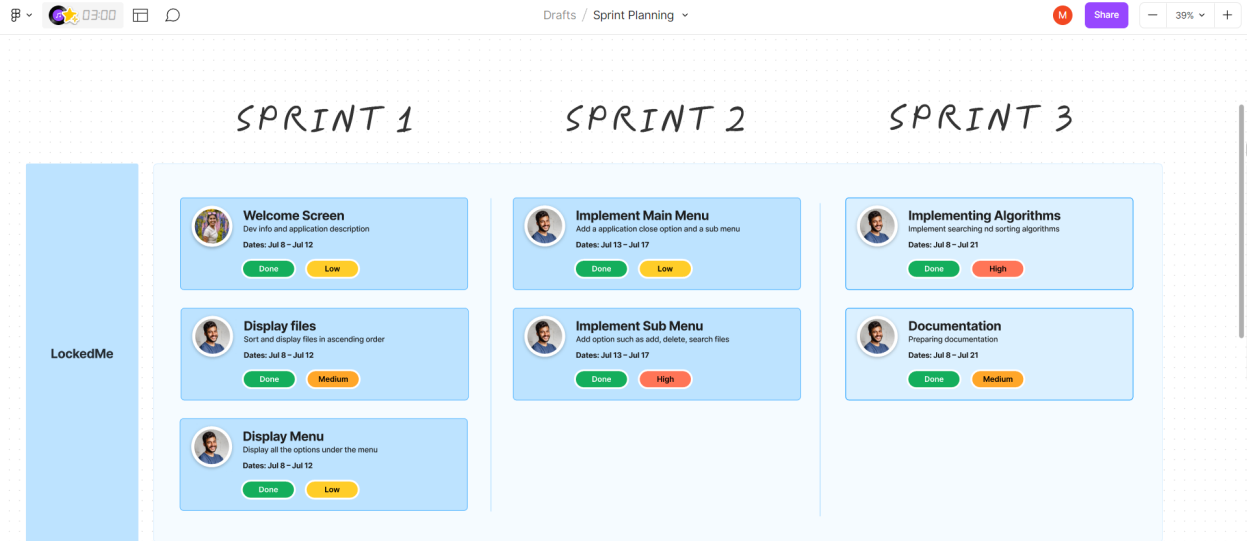 03:00
Drafts / Sprint Planning
M
Share
39%
SPRINT 1
SPRINT 2
SPRINT 3
LockedMe
Welcome Screen
Dev info and application description
Dates: Jul 8 – Jul 12
Done
Low
Display files
Sort and display files in ascending order
Dates: Jul 8 – Jul 12
Done
Medium
Display Menu
Display all the options under the menu
Dates: Jul 8 – Jul 12
Done
Low
Implement Main Menu
Add a application close option and a sub menu
Dates: Jul 13 – Jul 17
Done
Low
Implement Sub Menu
Add option such as add, delete, search files
Dates: Jul 13 – Jul 17
Done
High
Implementing Algorithms
Implement searching nd sorting algorithms
Dates: Jul 8 – Jul 21
Done
High
Documentation
Preparing documentation
Dates: Jul 8 – Jul 21
Done
Medium